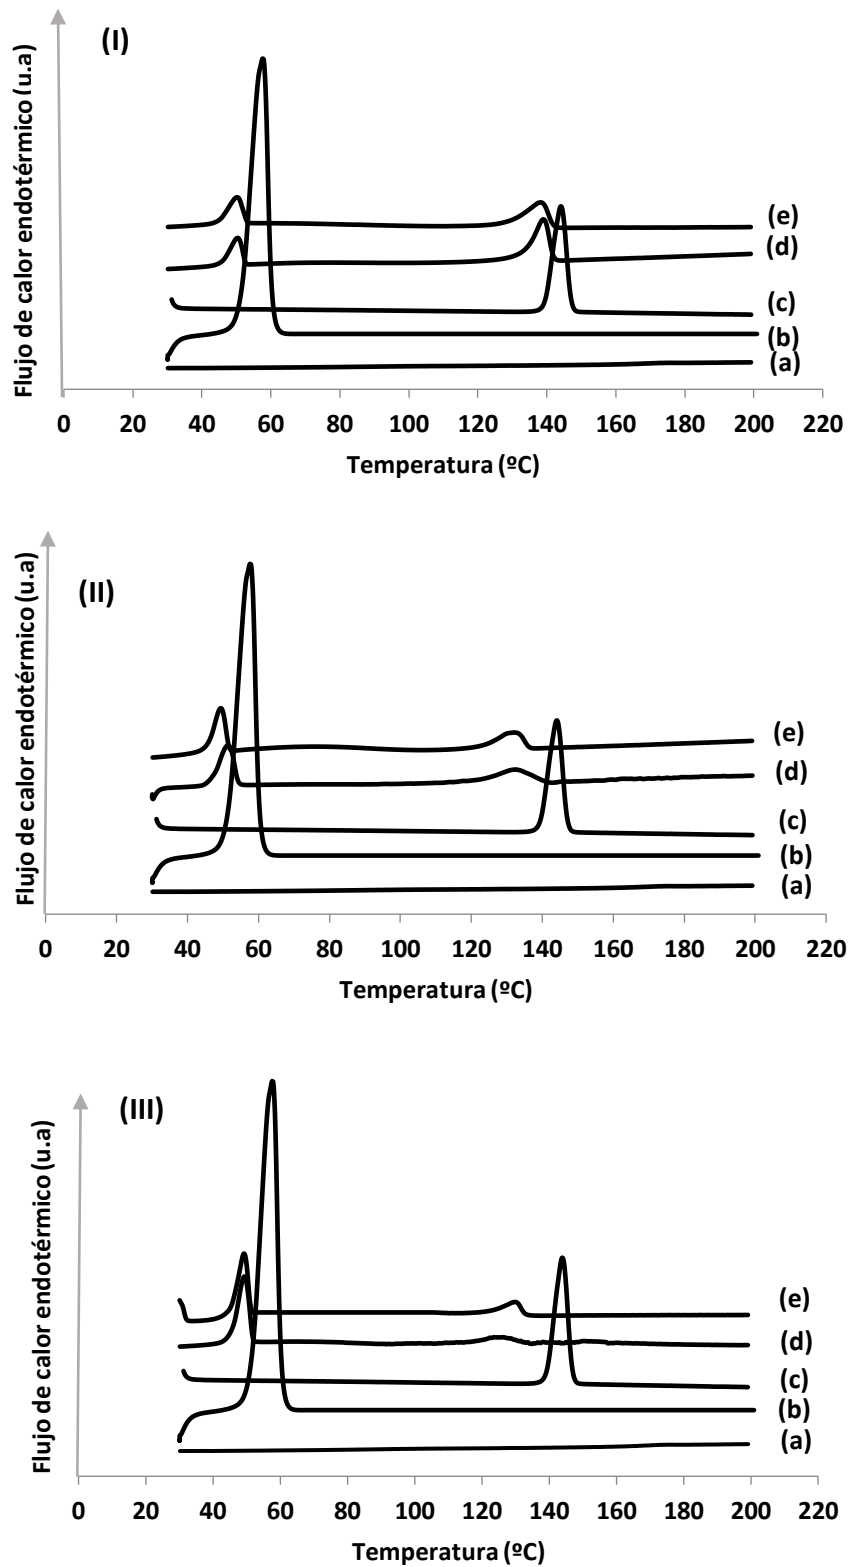 (I)
Flujo de calor endotérmico (u.a)
(e)
(d)
(c)
(b)
(a)
0 20 40 60 80 100 120 140 160 180 200 220
Temperatura (ºC)
(II)
Flujo de calor endotérmico (u.a)
(e)
(d)
(c)
(b)
(a)
0 20 40 60 80 100 120 140 160 180 200 220
Temperatura (ºC)
(III)
Flujo de calor endotérmico (u.a)
(e)
(d)
(c)
(b)
(a)
0 20 40 60 80 100 120 140 160 180 200 220
Temperatura (ºC)